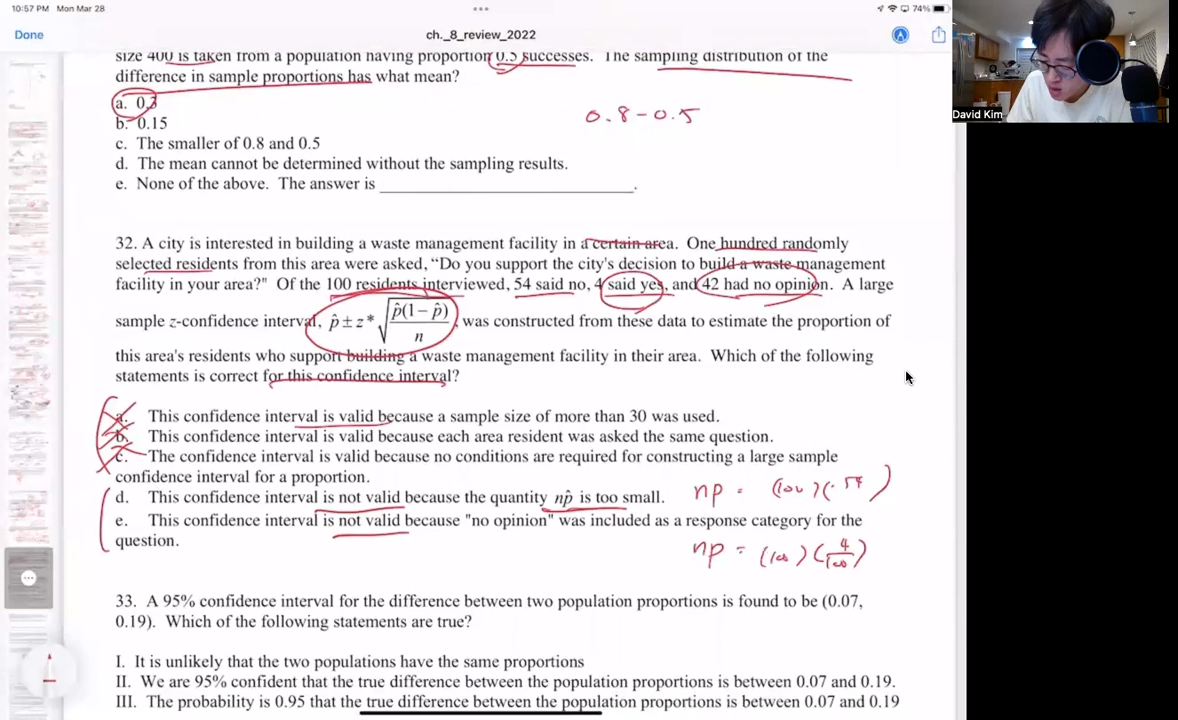 10:57 PM Mon Mar 28
74%
Done
ch._8_review_2022
David Kim
size 400 is taken from a population having proportion 0.5 successes. The sampling distribution of the
difference in sample proportions has what mean?
a. 0.3
0.8 - 0.5
b. 0.15
c. The smaller of 0.8 and 0.5
d. The mean cannot be determined without the sampling results.
e. None of the above. The answer is ____________________.
32. A city is interested in building a waste management facility in a certain area. One hundred randomly
selected residents from this area were asked, "Do you support the city's decision to build a waste management
facility in your area?" Of the 100 residents interviewed, 54 said no, 4 said yes, and 42 had no opinion. A large
sample z-confidence interval, p̂ ± z* √(p̂(1 − p̂)/n), was constructed from these data to estimate the proportion of
this area's residents who support building a waste management facility in their area. Which of the following
statements is correct for this confidence interval?
a. This confidence interval is valid because a sample size of more than 30 was used.
b. This confidence interval is valid because each area resident was asked the same question.
c. The confidence interval is valid because no conditions are required for constructing a large sample
confidence interval for a proportion.
d. This confidence interval is not valid because the quantity np̂ is too small.
np = (100)(.54)
e. This confidence interval is not valid because "no opinion" was included as a response category for the
question.
np = (100)(4/100)
33. A 95% confidence interval for the difference between two population proportions is found to be (0.07,
0.19). Which of the following statements are true?
I. It is unlikely that the two populations have the same proportions
II. We are 95% confident that the true difference between the population proportions is between 0.07 and 0.19.
III. The probability is 0.95 that the true difference between the population proportions is between 0.07 and 0.19